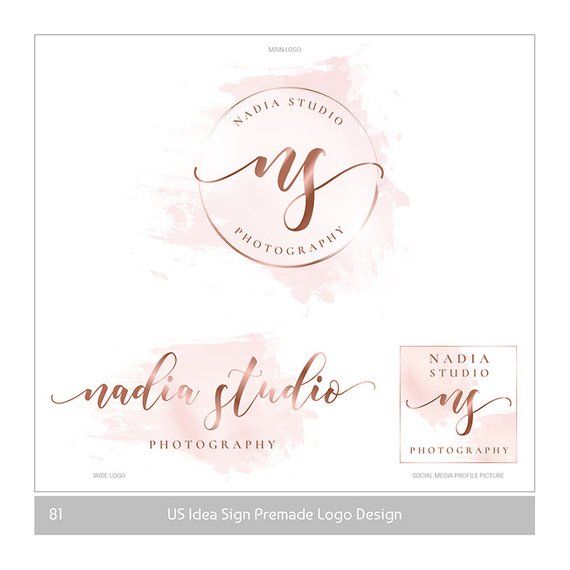 MAIN LOGO
NADIA STUDIO
ns
PHOTOGRAPHY
nadia studio
PHOTOGRAPHY
WIDE LOGO
NADIA
STUDIO
ns
PHOTOGRAPHY
SOCIAL MEDIA PROFILE PICTURE
81 US Idea Sign Premade Logo Design